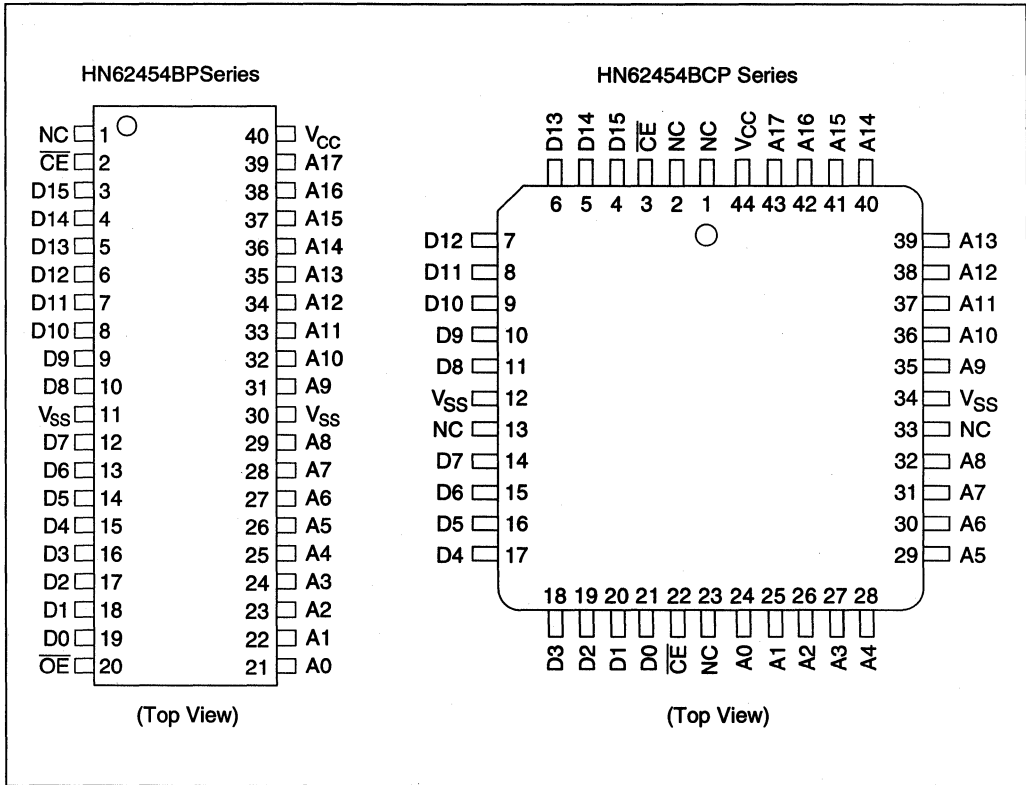 HN62454BPSeries
NC 1 40 VCC
C̅E̅ 2 39 A17
D15 3 38 A16
D14 4 37 A15
D13 5 36 A14
D12 6 35 A13
D11 7 34 A12
D10 8 33 A11
D9 9 32 A10
D8 10 31 A9
VSS 11 30 VSS
D7 12 29 A8
D6 13 28 A7
D5 14 27 A6
D4 15 26 A5
D3 16 25 A4
D2 17 24 A3
D1 18 23 A2
D0 19 22 A1
O̅E̅ 20 21 A0
(Top View)
HN62454BCP Series
D13 D14 D15 C̅E̅ NC NC VCC A17 A16 A15 A14
6 5 4 3 2 1 44 43 42 41 40
D12 7 39 A13
D11 8 38 A12
D10 9 37 A11
D9 10 36 A10
D8 11 35 A9
VSS 12 34 VSS
NC 13 33 NC
D7 14 32 A8
D6 15 31 A7
D5 16 30 A6
D4 17 29 A5
18 19 20 21 22 23 24 25 26 27 28
D3 D2 D1 D0 C̅E̅ NC A0 A1 A2 A3 A4
(Top View)